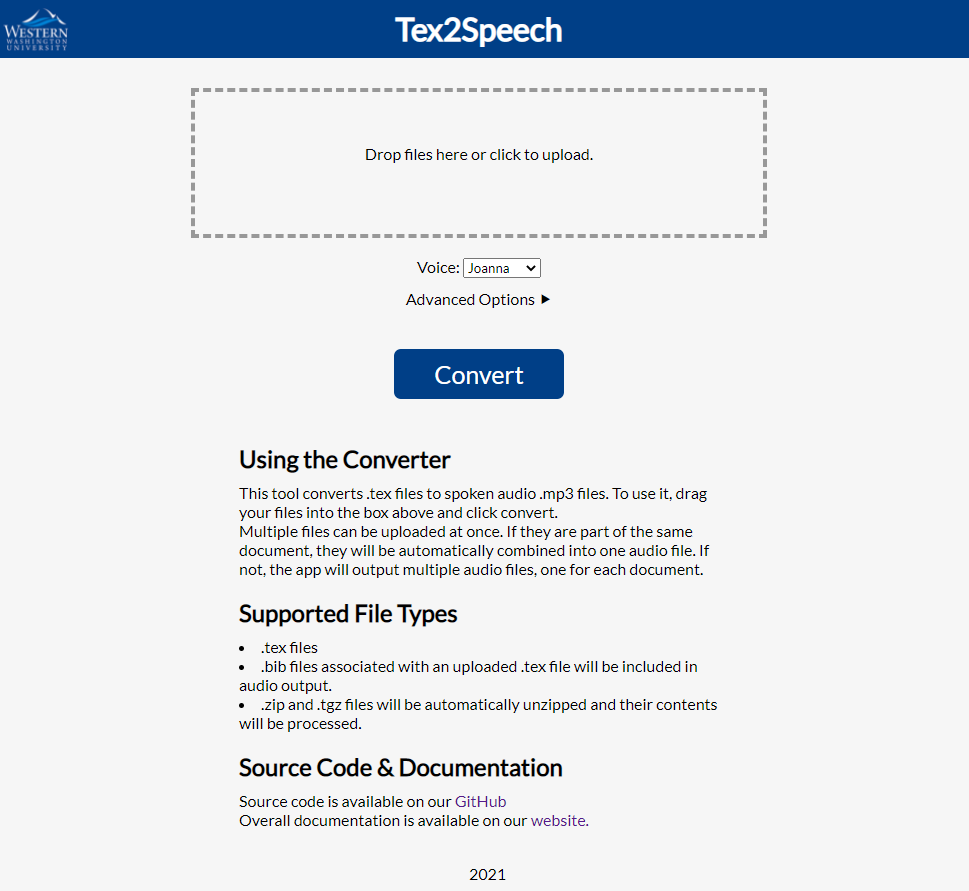 WESTERN
WASHINGTON
UNIVERSITY
Tex2Speech
Drop files here or click to upload.
Voice: Joanna
Advanced Options ►
Convert
Using the Converter
This tool converts .tex files to spoken audio .mp3 files. To use it, drag
your files into the box above and click convert.
Multiple files can be uploaded at once. If they are part of the same
document, they will be automatically combined into one audio file. If
not, the app will output multiple audio files, one for each document.
Supported File Types
• .tex files
• .bib files associated with an uploaded .tex file will be included in
audio output.
• .zip and .tgz files will be automatically unzipped and their contents
will be processed.
Source Code & Documentation
Source code is available on our GitHub
Overall documentation is available on our website.
2021